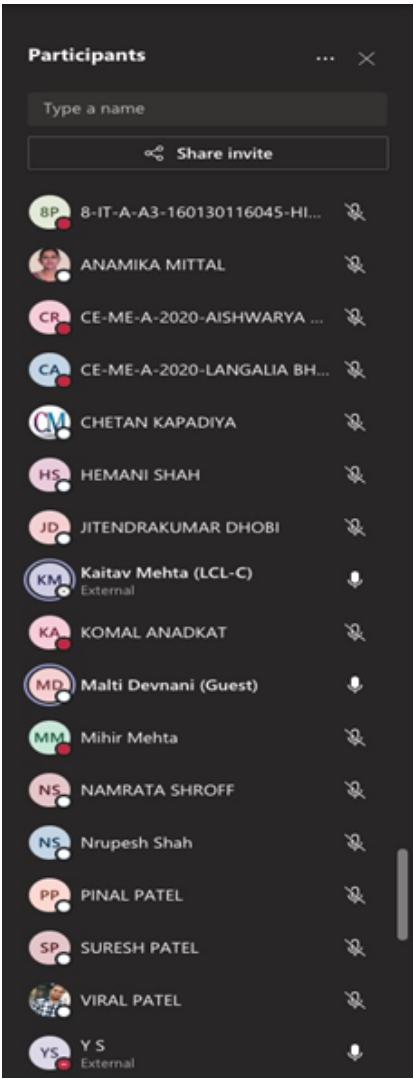 Participants
Type a name
Share invite
8P 8-IT-A-A3-160130116045-HI...
ANAMIKA MITTAL
CR CE-ME-A-2020-AISHWARYA ...
CA CE-ME-A-2020-LANGALIA BH...
CM CHETAN KAPADIYA
HS HEMANI SHAH
JD JITENDRAKUMAR DHOBI
KM Kaitav Mehta (LCL-C)
External
KA KOMAL ANADKAT
MD Malti Devnani (Guest)
MM Mihir Mehta
NS NAMRATA SHROFF
NS Nrupesh Shah
PP PINAL PATEL
SP SURESH PATEL
VIRAL PATEL
YS Y S
External